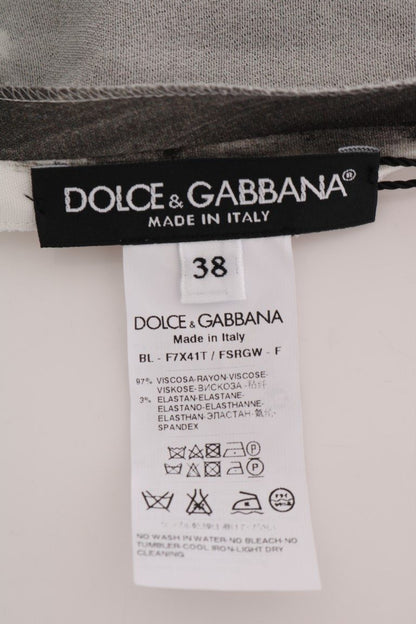 DOLCE & GABBANA®
MADE IN ITALY
38
DOLCE & GABBANA
Made in Italy
BL - F7X41T / FSRGW - F
97% VISCOSA-RAYON-VISCOSE-
VISKOSE-ВИСКОЗА-
3% ELASTAN-ELASTANE-
ELASTANO-ELASTHANNE-
ELASTHAN-ЭЛАСТАН-
SPANDEX
NO WASH IN WATER-NO BLEACH-NO
TUMBLER-COOL IRON-LIGHT DRY
CLEANING